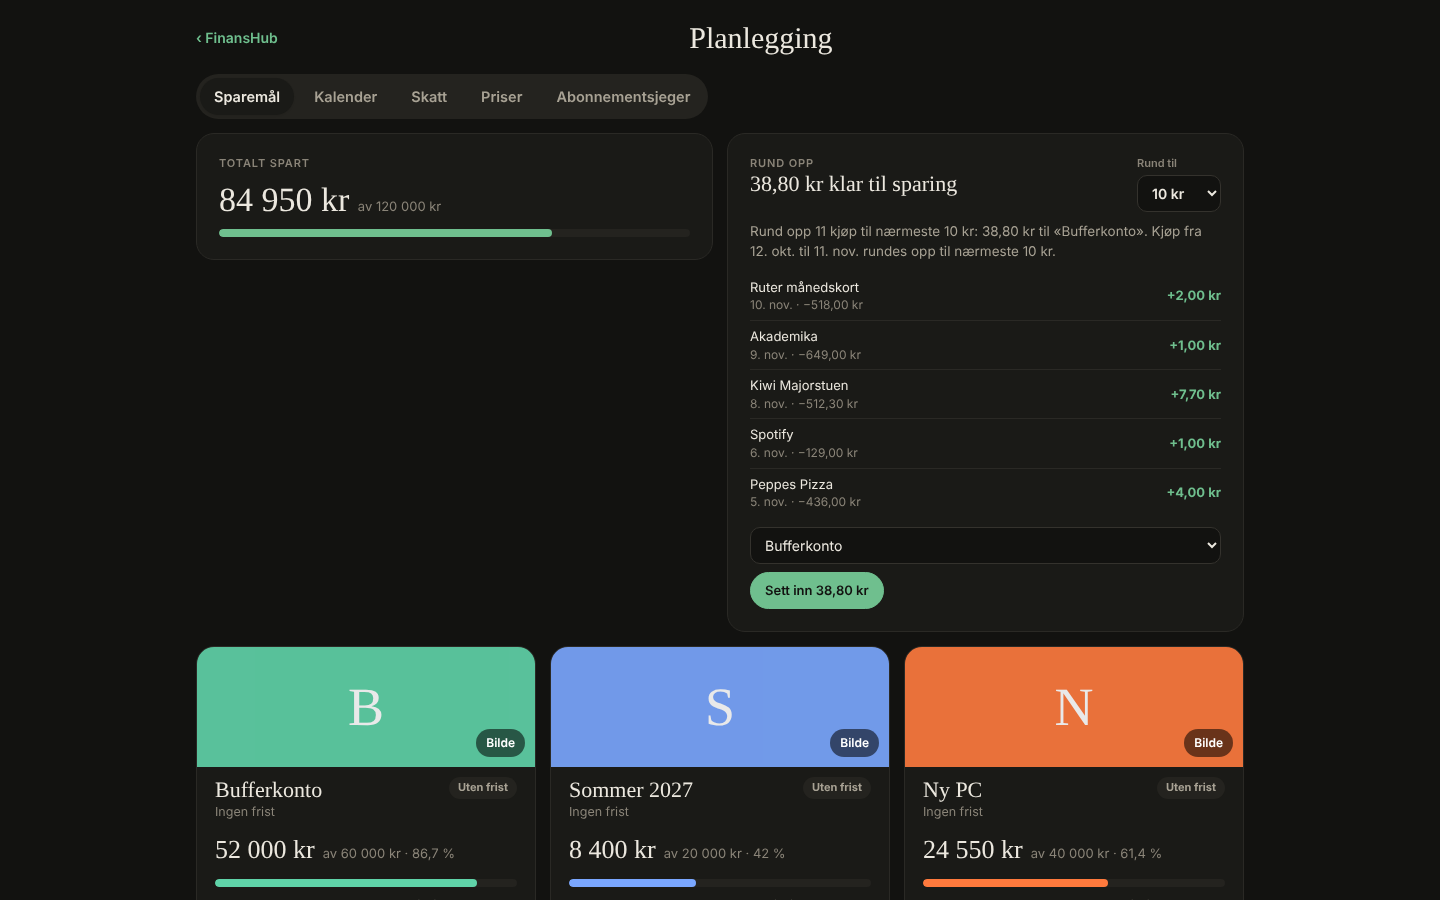 ‹ FinansHub
Planlegging
Sparemål
Kalender
Skatt
Priser
Abonnementsjeger
TOTALT SPART
84 950 kr av 120 000 kr
RUND OPP
38,80 kr klar til sparing
Rund til
10 kr
Rund opp 11 kjøp til nærmeste 10 kr: 38,80 kr til «Bufferkonto». Kjøp fra
12. okt. til 11. nov. rundes opp til nærmeste 10 kr.
Ruter månedskort
10. nov. · −518,00 kr
+2,00 kr
Akademika
9. nov. · −649,00 kr
+1,00 kr
Kiwi Majorstuen
8. nov. · −512,30 kr
+7,70 kr
Spotify
6. nov. · −129,00 kr
+1,00 kr
Peppes Pizza
5. nov. · −436,00 kr
+4,00 kr
Bufferkonto
Sett inn 38,80 kr
B
Bilde
Bufferkonto
Uten frist
Ingen frist
52 000 kr av 60 000 kr · 86,7 %
S
Bilde
Sommer 2027
Uten frist
Ingen frist
8 400 kr av 20 000 kr · 42 %
N
Bilde
Ny PC
Uten frist
Ingen frist
24 550 kr av 40 000 kr · 61,4 %